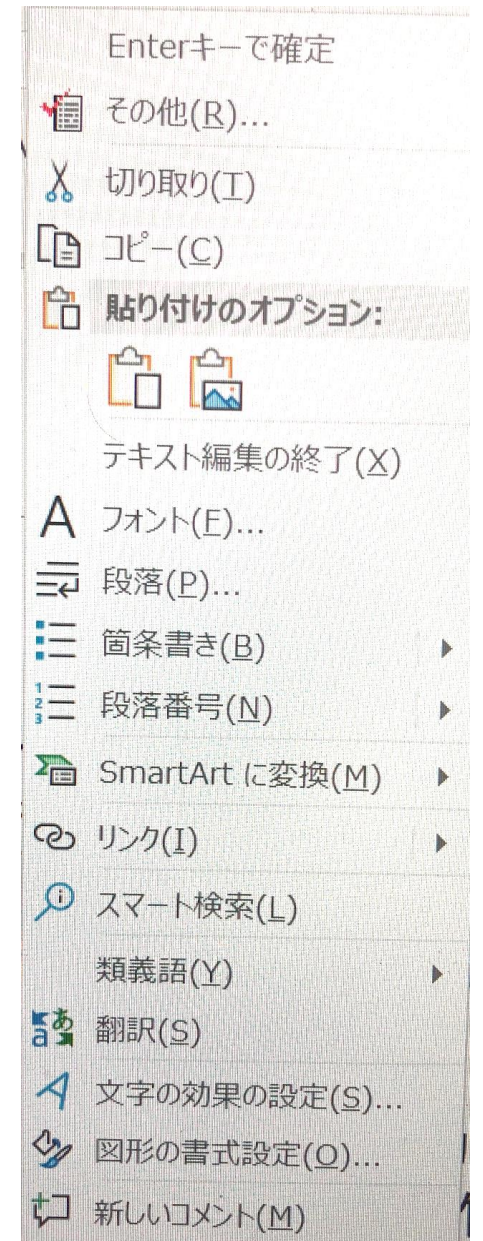 Enterキーで確定
その他(R)...
切り取り(T)
コピー(C)
貼り付けのオプション:
テキスト編集の終了(X)
フォント(F)...
段落(P)...
箇条書き(B)
段落番号(N)
SmartArt に変換(M)
リンク(I)
スマート検索(L)
類義語(Y)
翻訳(S)
文字の効果の設定(S)...
図形の書式設定(O)...
新しいコメント(M)